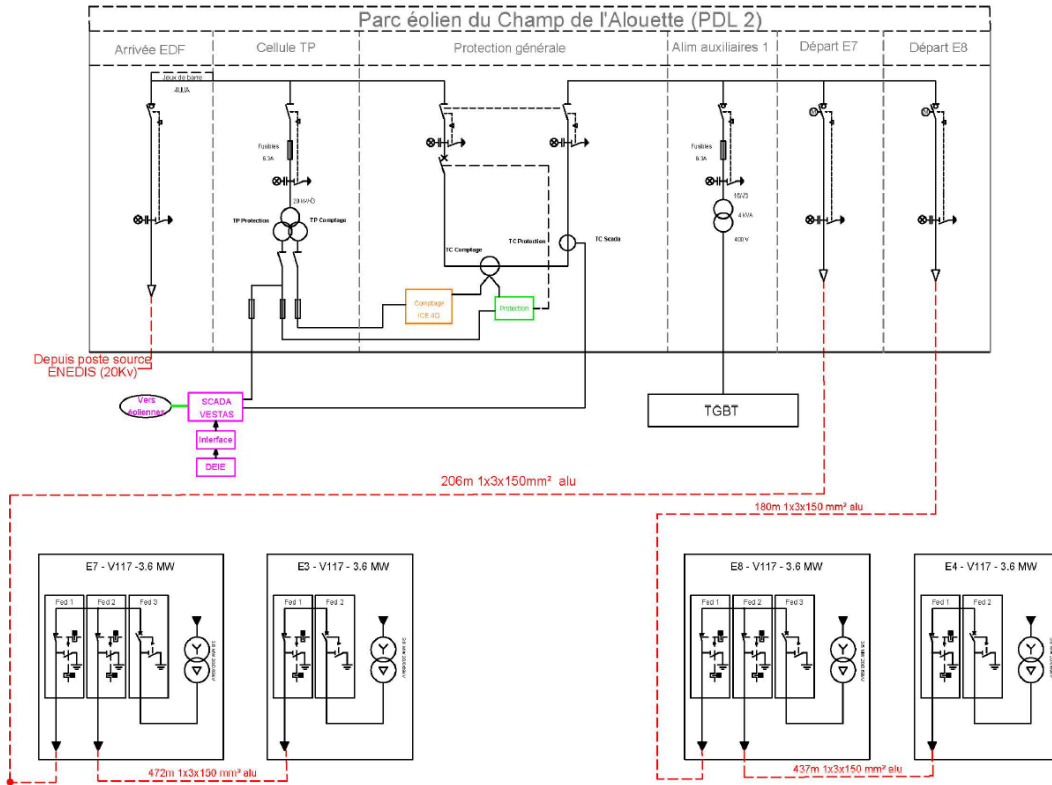 Parc éolien du Champ de l'Alouette (PDL 2)
Arrivée EDF
Cellule TP
Protection générale
Alim auxiliaires 1
Départ E7
Départ E8
Jeux de barre
Fusibles
6.3A
Fusibles
6.3A
TP Protection
TP Comptage
TC Comptage
TC Protection
TC Scada
4 kVA
400 V
Comptage
ICE 4Q
Protection
Depuis poste source
ENEDIS (20Kv)
Vers
SCADA
VESTAS
Interface
DEIE
TGBT
206m 1x3x150mm² alu
180m 1x3x150 mm² alu
E7 - V117 -3.6 MW
E3 - V117 - 3.6 MW
E8 - V117 - 3.6 MW
E4 - V117 - 3.6 MW
Fed 1
Fed 2
Fed 3
Fed 1
Fed 2
Fed 1
Fed 2
Fed 3
Fed 1
Fed 2
472m 1x3x150 mm² alu
437m 1x3x150 mm² alu